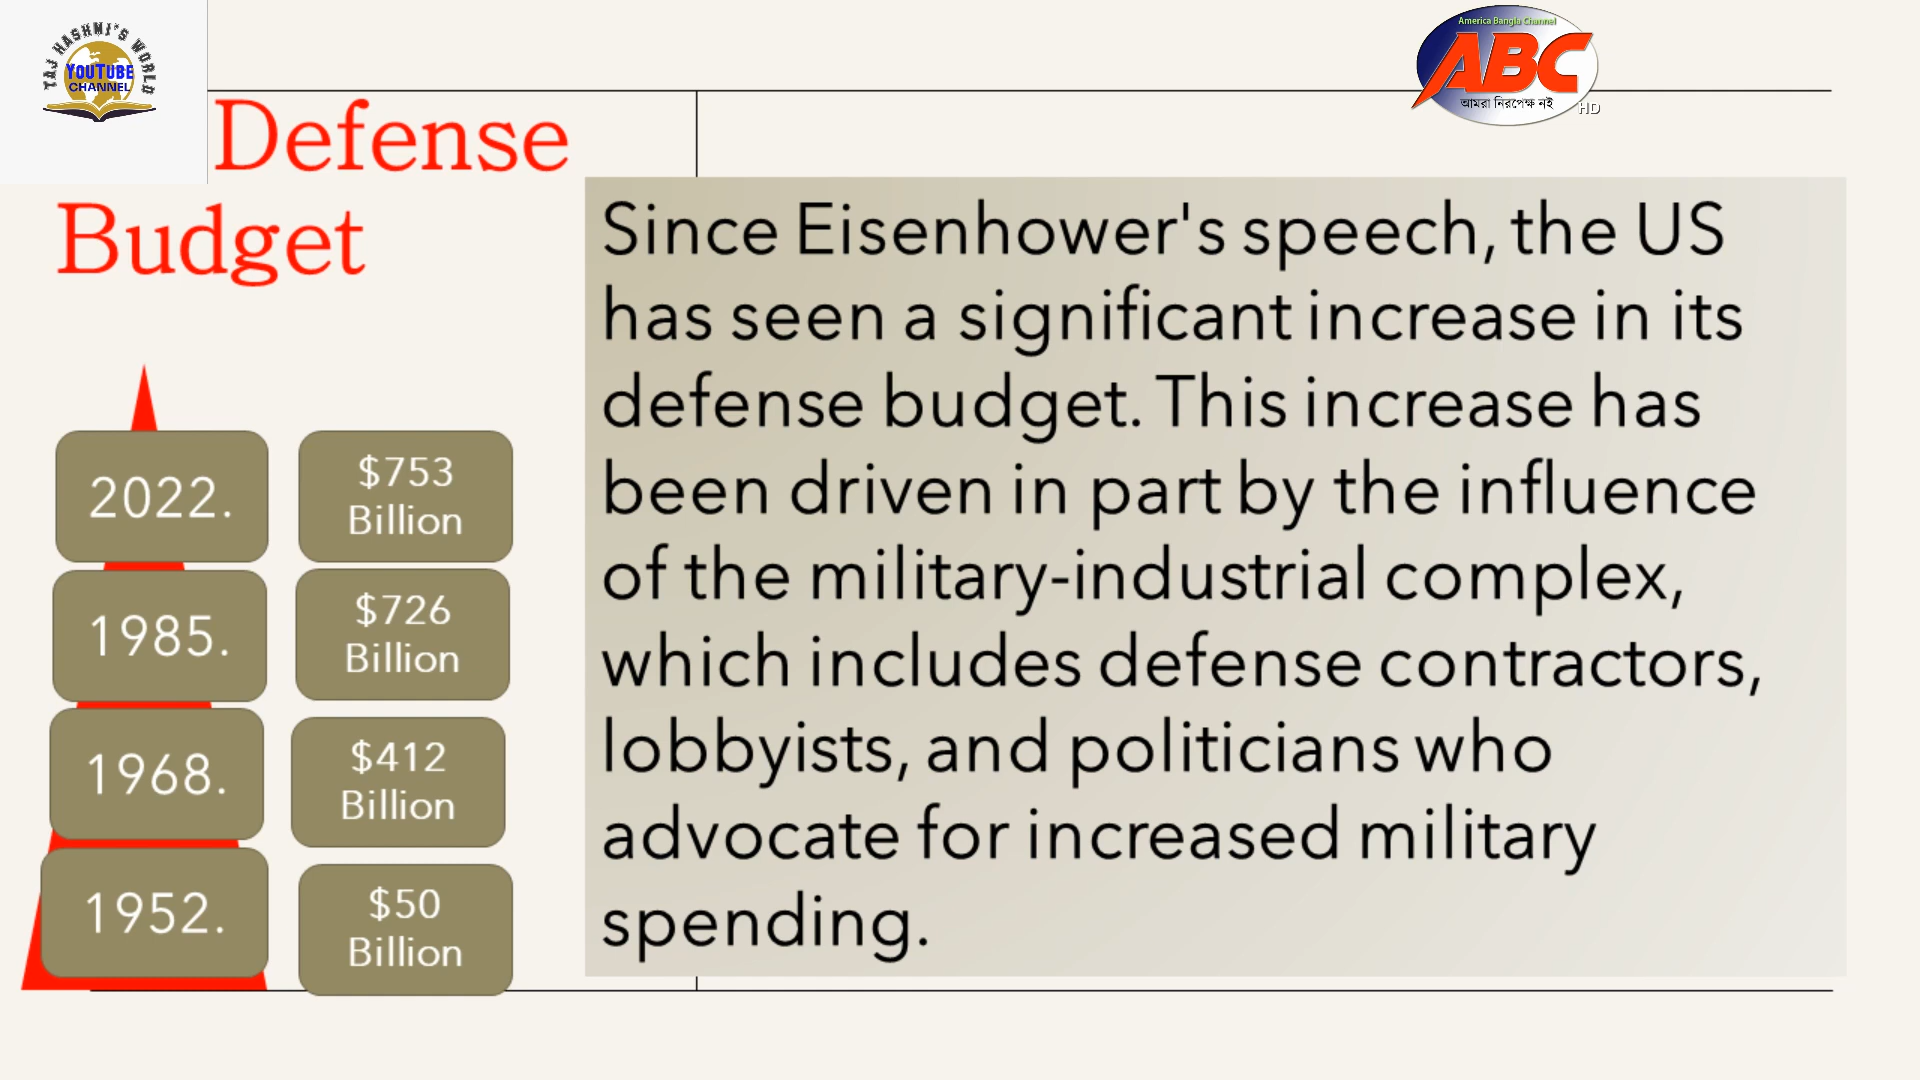 TAJ HASHMI'S WORLD
YOUTUBE
CHANNEL
America Bangla Channel
ABC
আমরা নিরপেক্ষ নই
HD
Defense
Budget
2022.
$753
Billion
1985.
$726
Billion
1968.
$412
Billion
1952.
$50
Billion
Since Eisenhower's speech, the US
has seen a significant increase in its
defense budget. This increase has
been driven in part by the influence
of the military-industrial complex,
which includes defense contractors,
lobbyists, and politicians who
advocate for increased military
spending.